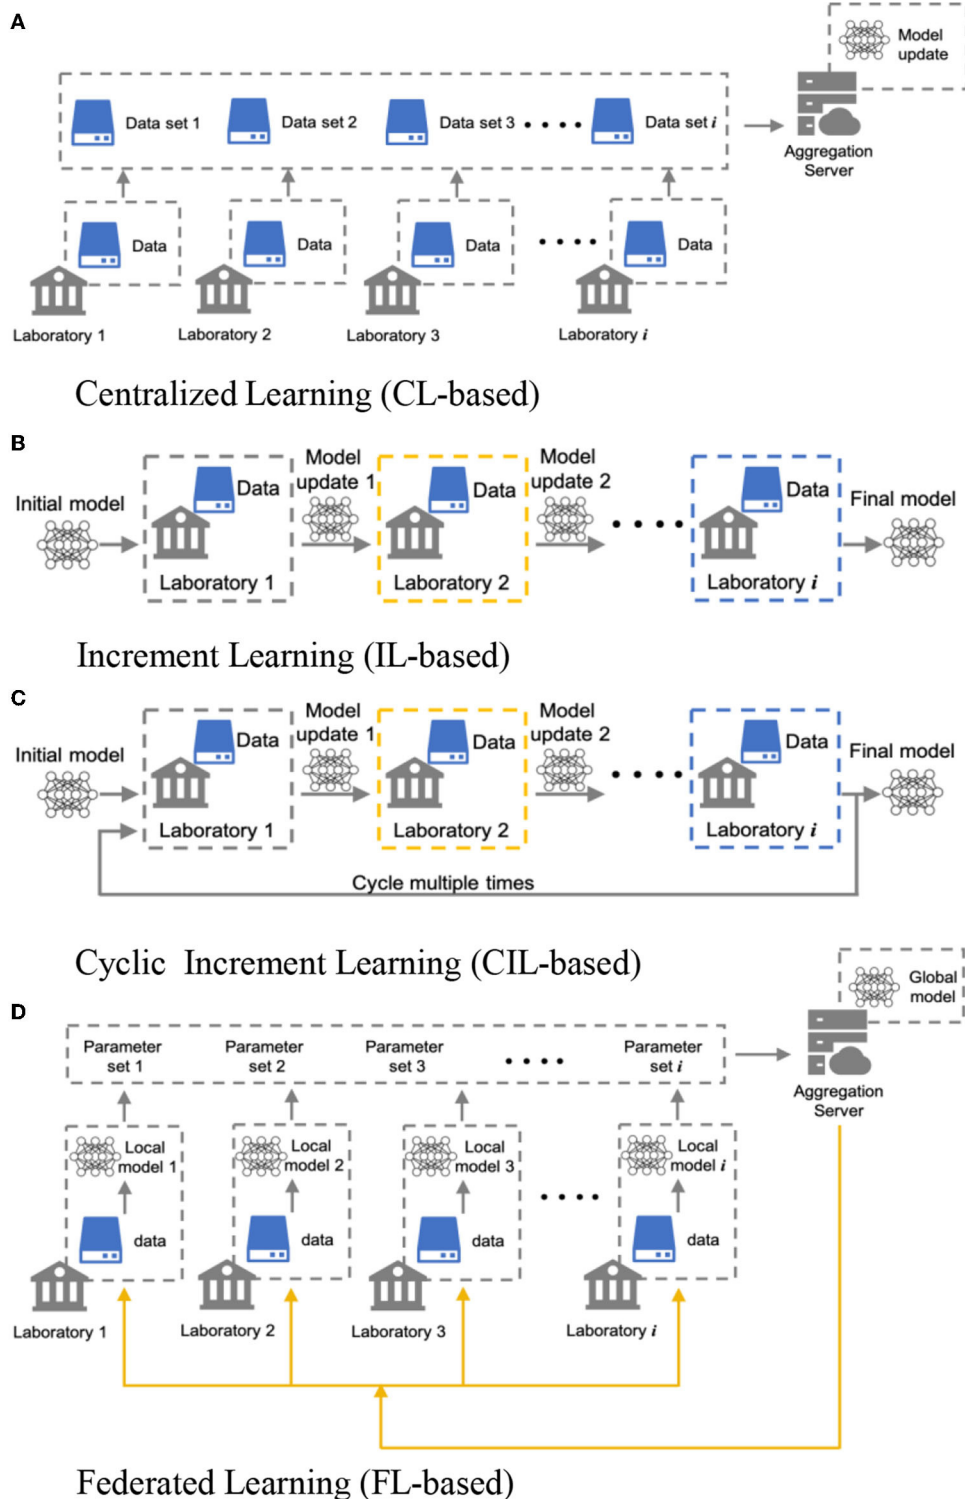 A
Model
update
Data set 1
Data set 2
Data set 3
Data set i
Aggregation
Server
Data
Data
Data
Data
Laboratory 1
Laboratory 2
Laboratory 3
Laboratory i
Centralized Learning (CL-based)
B
Initial model
Data
Laboratory 1
Model
update 1
Data
Laboratory 2
Model
update 2
Data
Laboratory i
Final model
Increment Learning (IL-based)
C
Initial model
Data
Laboratory 1
Model
update 1
Data
Laboratory 2
Model
update 2
Data
Laboratory i
Final model
Cycle multiple times
Cyclic Increment Learning (CIL-based)
D
Global
model
Parameter
set 1
Parameter
set 2
Parameter
set 3
Parameter
set i
Aggregation
Server
Local
model 1
Local
model 2
Local
model 3
Local
model i
data
data
data
data
Laboratory 1
Laboratory 2
Laboratory 3
Laboratory i
Federated Learning (FL-based)